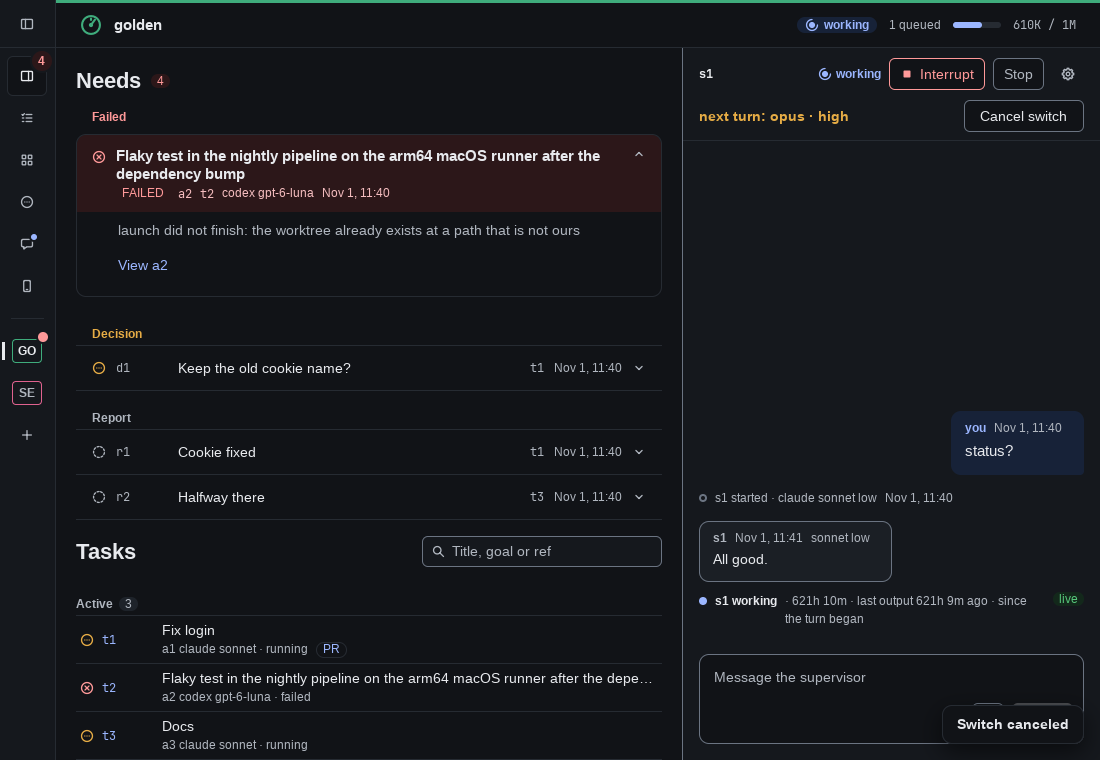 golden
working
1 queued
610K / 1M
4
GO
SE
Needs 4
Failed
Flaky test in the nightly pipeline on the arm64 macOS runner after the
dependency bump
FAILED a2 t2 codex gpt-6-luna Nov 1, 11:40
launch did not finish: the worktree already exists at a path that is not ours
View a2
Decision
d1 Keep the old cookie name? t1 Nov 1, 11:40
Report
r1 Cookie fixed t1 Nov 1, 11:40
r2 Halfway there t3 Nov 1, 11:40
Tasks
Title, goal or ref
Active 3
t1 Fix login
a1 claude sonnet · running PR
t2 Flaky test in the nightly pipeline on the arm64 macOS runner after the depe…
a2 codex gpt-6-luna · failed
t3 Docs
a3 claude sonnet · running
s1 working Interrupt Stop
next turn: opus · high Cancel switch
you Nov 1, 11:40
status?
s1 started · claude sonnet low Nov 1, 11:40
s1 Nov 1, 11:41 sonnet low
All good.
s1 working · 621h 10m · last output 621h 9m ago · since live
the turn began
Message the supervisor
Switch canceled